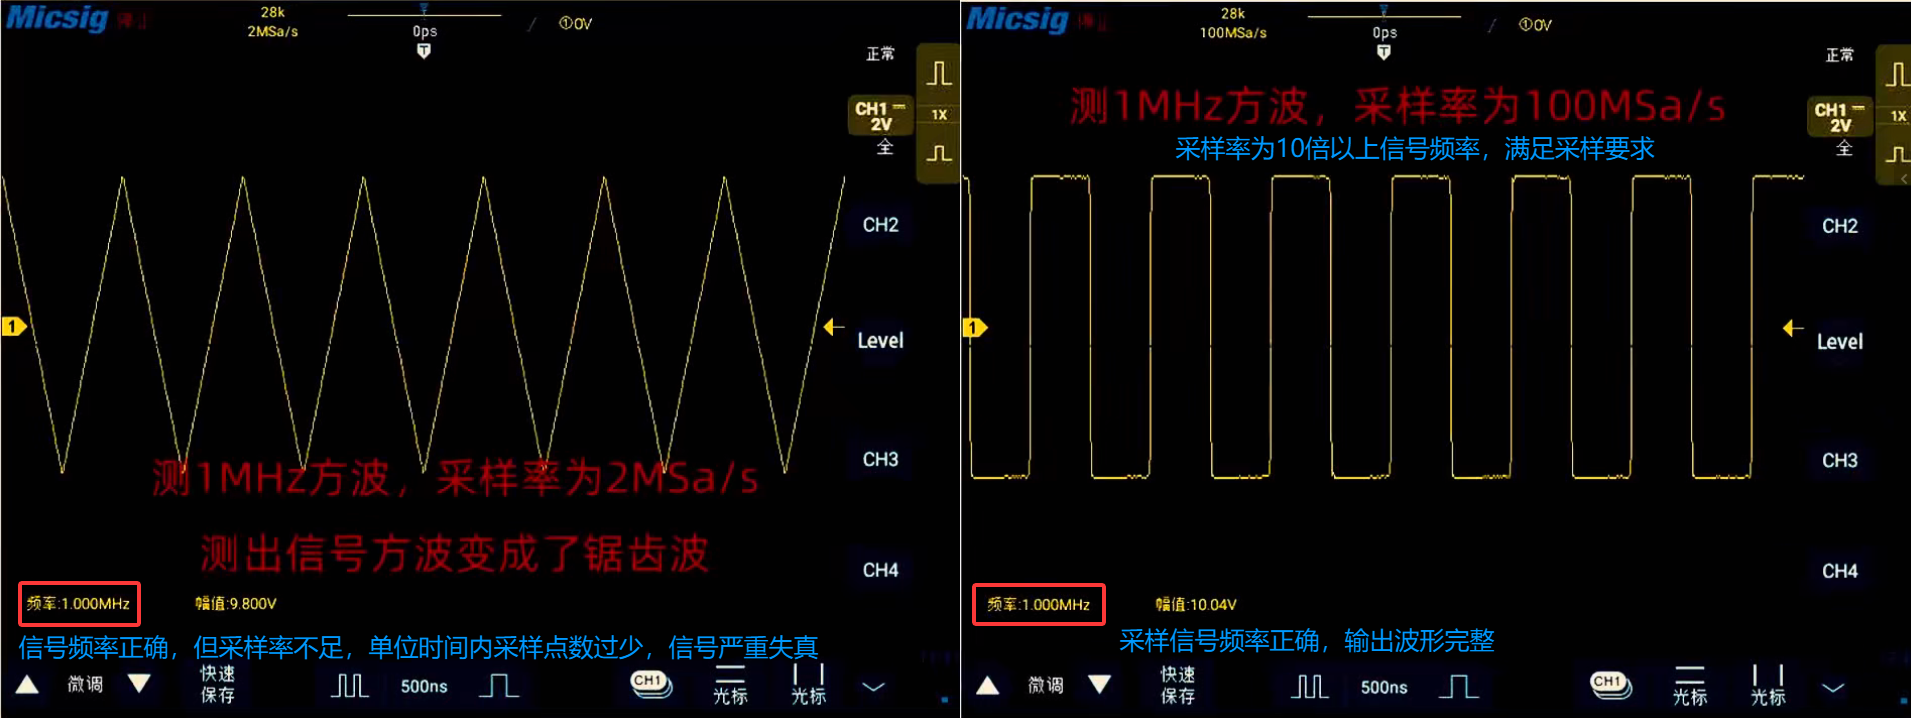 Micsig 停止
28k
2MSa/s
0ps
T
①0V
正常
CH1
2V
全
1X
CH2
1
Level
CH3
测1MHz方波，采样率为2MSa/s
测出信号方波变成了锯齿波
CH4
频率:1.000MHz
幅值:9.800V
信号频率正确，但采样率不足，单位时间内采样点数过少，信号严重失真
微调
快速
保存
500ns
CH1
光标
光标
Micsig 停止
28k
100MSa/s
0ps
T
①0V
正常
测1MHz方波，采样率为100MSa/s
采样率为10倍以上信号频率，满足采样要求
CH1
2V
全
1X
CH2
1
Level
CH3
CH4
频率:1.000MHz
幅值:10.04V
采样信号频率正确，输出波形完整
微调
快速
保存
500ns
CH1
光标
光标